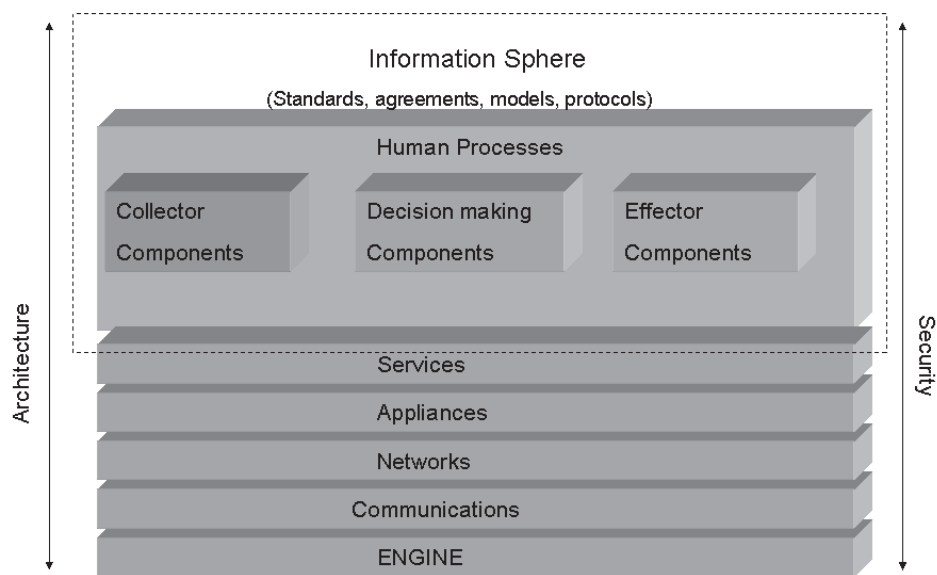 Information Sphere
(Standards, agreements, models, protocols)
Human Processes
Collector
Components
Decision making
Components
Effector
Components
Services
Appliances
Networks
Communications
ENGINE
Architecture
Security